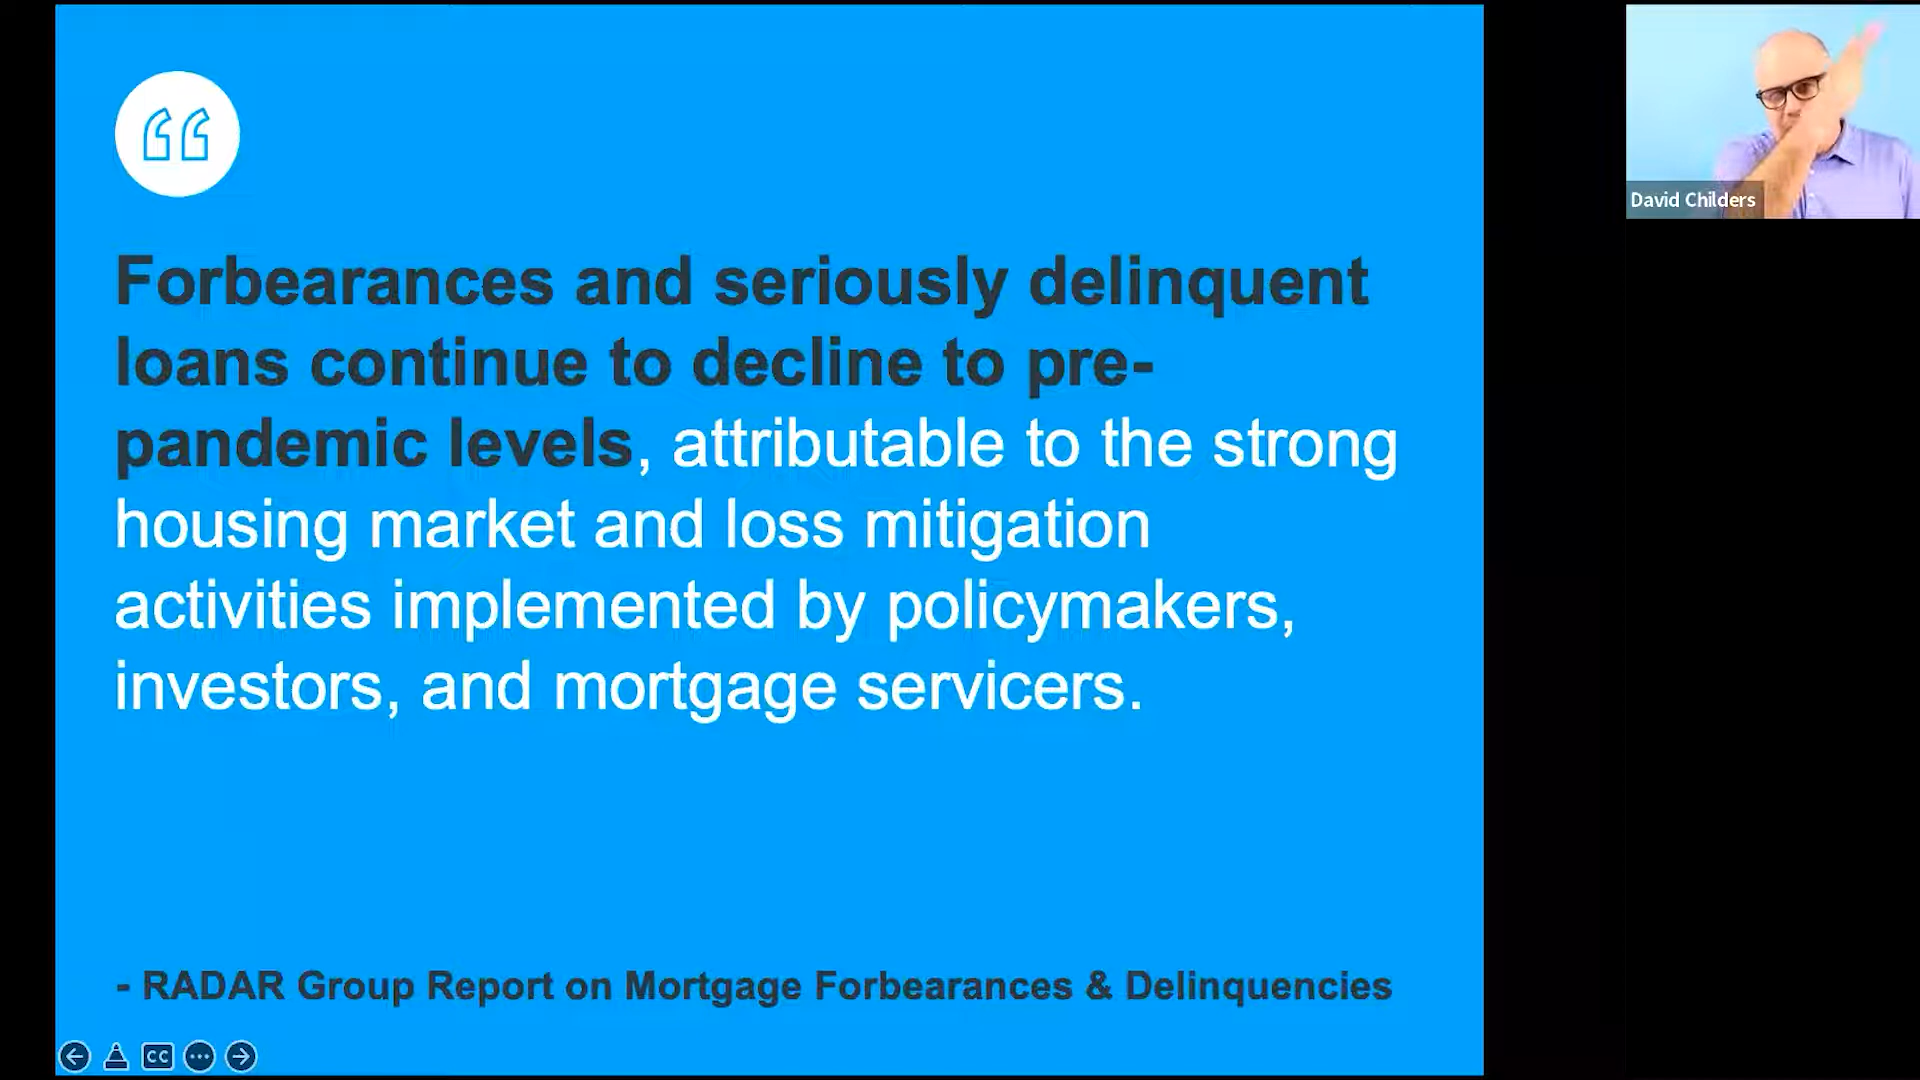 “
Forbearances and seriously delinquent
loans continue to decline to pre-
pandemic levels, attributable to the strong
housing market and loss mitigation
activities implemented by policymakers,
investors, and mortgage servicers.
- RADAR Group Report on Mortgage Forbearances & Delinquencies
CC
David Childers